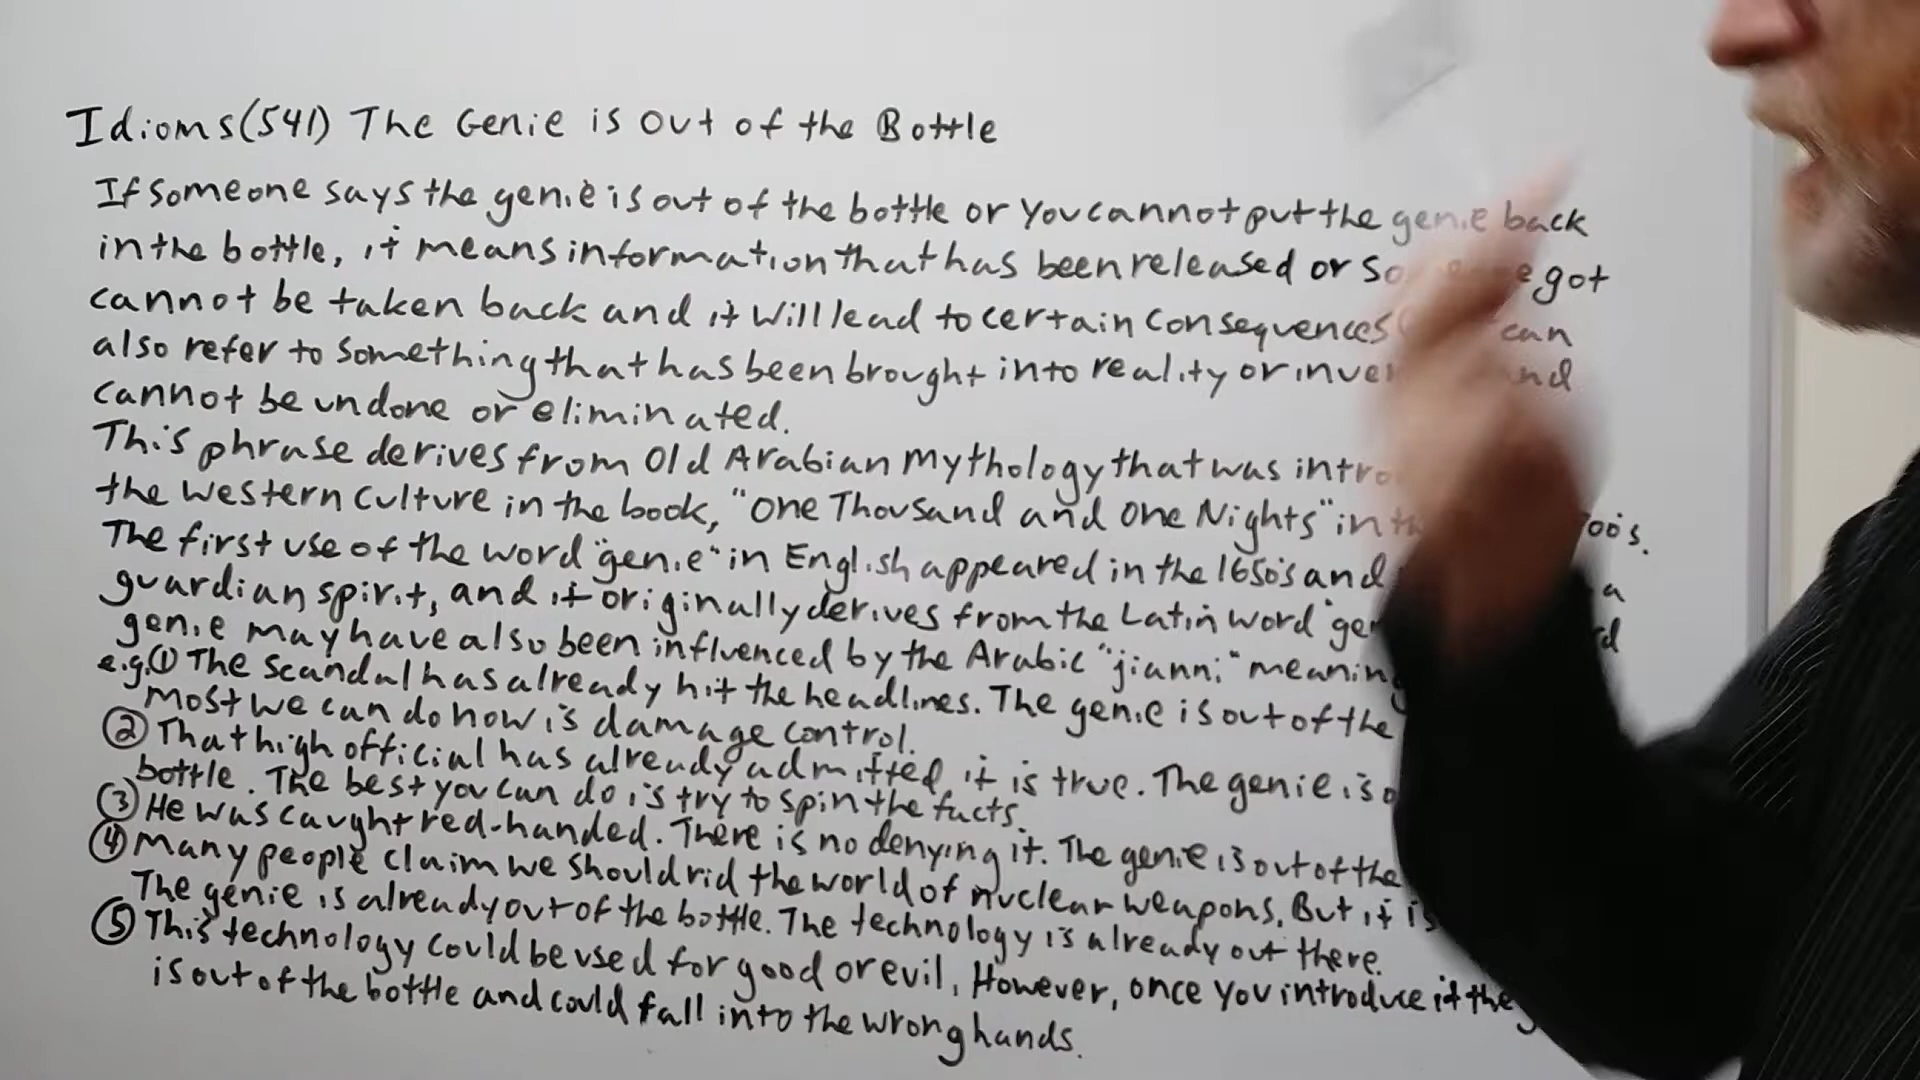 Idioms(541) The Genie is out of the Bottle
If someone says the genie is out of the bottle or you cannot put the genie back
in the bottle, it means information that has been released or got
cannot be taken back and it will lead to certain consequences can
also refer to something that has been brought into reality or and
cannot be undone or eliminated.
This phrase derives from Old Arabian Mythology that was
the Western Culture in the book, "One Thousand and One Nights" in
The first use of the word "genie" in English appeared in the 1650's and a
guardian spirit, and it originally derives from the Latin word
genie may have also been influenced by the Arabic "jianni" meaning
e.g.① The scandal has already hit the headlines. The genie is out of the
Most we can do now is damage control.
② That high official has already admitted it is true. The genie is
bottle. The best you can do is try to spin the facts.
③ He was caught red-handed. There is no denying it. The genie is out of the
④ Many people claim we should rid the world of nuclear weapons. But it is
The genie is already out of the bottle. The technology is already out there.
⑤ This technology could be used for good or evil. However, once you introduce it the
is out of the bottle and could fall into the wrong hands.